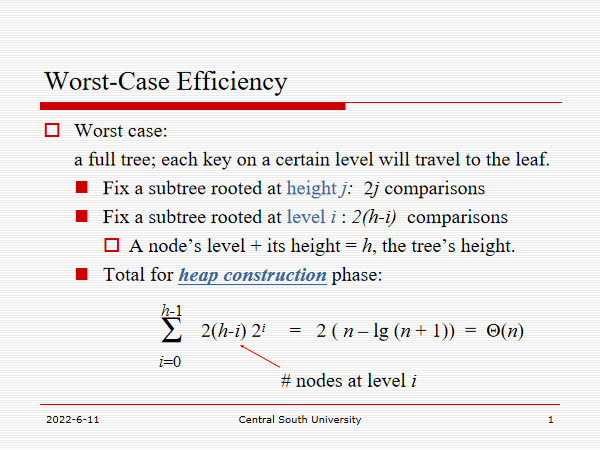 Worst-Case Efficiency
Worst case:
a full tree; each key on a certain level will travel to the leaf.
Fix a subtree rooted at height j: 2j comparisons
Fix a subtree rooted at level i : 2(h-i) comparisons
A node’s level + its height = h, the tree’s height.
Total for heap construction phase:
h-1
Σ 2(h-i) 2ⁱ = 2 ( n – lg (n + 1)) = Θ(n)
i=0
# nodes at level i
2022-6-11 Central South University 1